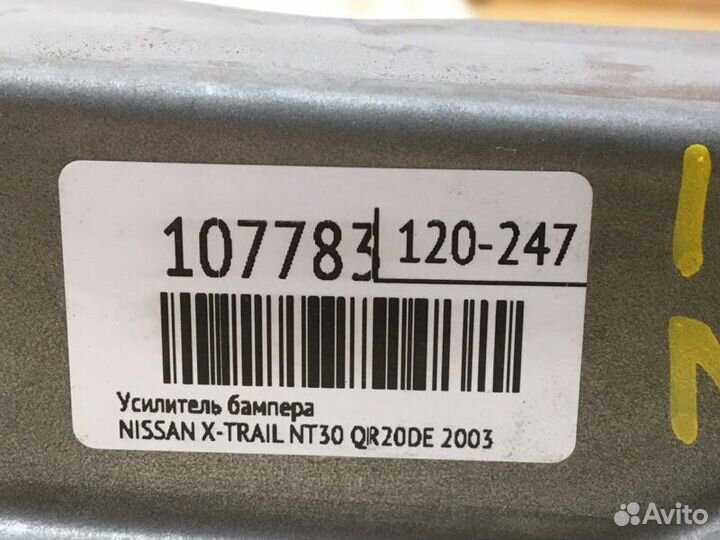 107783 120-247
Усилитель бампера
NISSAN X-TRAIL NT30 QR20DE 2003
Avito